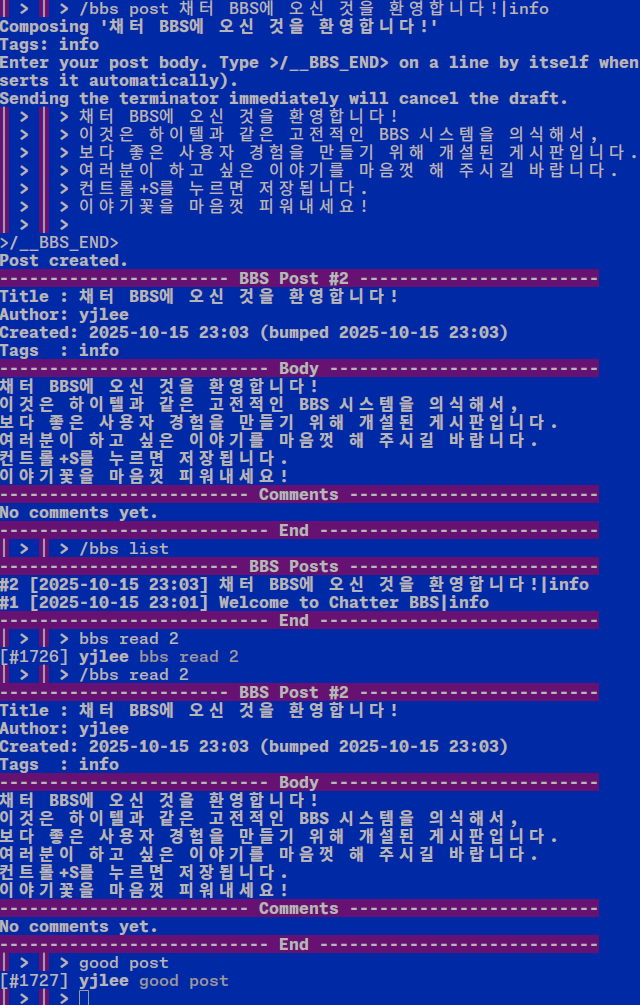 | > | > /bbs post 채터 BBS에 오신 것을 환영합니다!|info
Composing '채터 BBS에 오신 것을 환영합니다!'
Tags: info
Enter your post body. Type >/__BBS_END> on a line by itself when
serts it automatically).
Sending the terminator immediately will cancel the draft.
| > | > 채터 BBS에 오신 것을 환영합니다!
| > | > 이것은 하이텔과 같은 고전적인 BBS 시스템을 의식해서,
| > | > 보다 좋은 사용자 경험을 만들기 위해 개설된 게시판입니다.
| > | > 여러분이 하고 싶은 이야기를 마음껏 해 주시길 바랍니다.
| > | > 컨트롤+S를 누르면 저장됩니다.
| > | > 이야기꽃을 마음껏 피워내세요!
| > | >
>/__BBS_END>
Post created.
----------------------- BBS Post #2 ------------------------
Title : 채터 BBS에 오신 것을 환영합니다!
Author: yjlee
Created: 2025-10-15 23:03 (bumped 2025-10-15 23:03)
Tags  : info
--------------------------- Body ---------------------------
채터 BBS에 오신 것을 환영합니다!
이것은 하이텔과 같은 고전적인 BBS 시스템을 의식해서,
보다 좋은 사용자 경험을 만들기 위해 개설된 게시판입니다.
여러분이 하고 싶은 이야기를 마음껏 해 주시길 바랍니다.
컨트롤+S를 누르면 저장됩니다.
이야기꽃을 마음껏 피워내세요!
------------------------- Comments -------------------------
No comments yet.
--------------------------- End ----------------------------
| > | > /bbs list
------------------------ BBS Posts -------------------------
#2 [2025-10-15 23:03] 채터 BBS에 오신 것을 환영합니다!|info
#1 [2025-10-15 23:01] Welcome to Chatter BBS|info
--------------------------- End ----------------------------
| > | > bbs read 2
[#1726] yjlee bbs read 2
| > | > /bbs read 2
----------------------- BBS Post #2 ------------------------
Title : 채터 BBS에 오신 것을 환영합니다!
Author: yjlee
Created: 2025-10-15 23:03 (bumped 2025-10-15 23:03)
Tags  : info
--------------------------- Body ---------------------------
채터 BBS에 오신 것을 환영합니다!
이것은 하이텔과 같은 고전적인 BBS 시스템을 의식해서,
보다 좋은 사용자 경험을 만들기 위해 개설된 게시판입니다.
여러분이 하고 싶은 이야기를 마음껏 해 주시길 바랍니다.
컨트롤+S를 누르면 저장됩니다.
이야기꽃을 마음껏 피워내세요!
------------------------- Comments -------------------------
No comments yet.
--------------------------- End ----------------------------
| > | > good post
[#1727] yjlee good post
| > | >